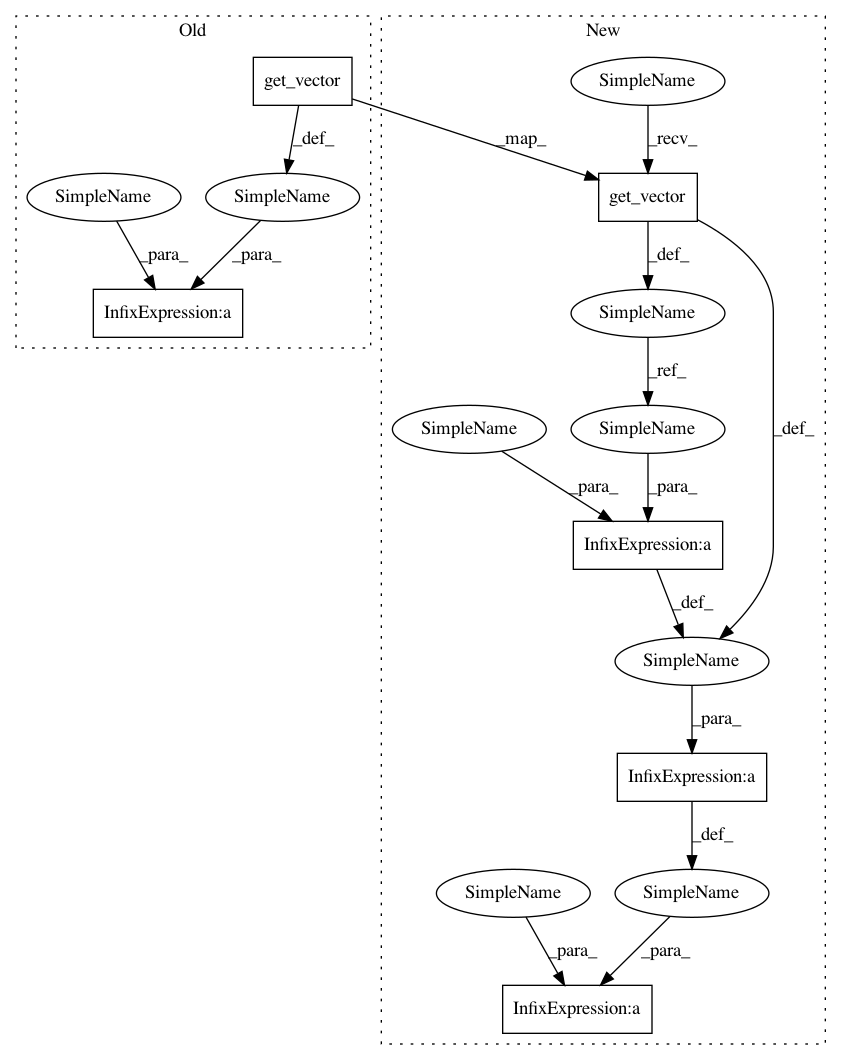 Old
New
get_vector
SimpleName
_def_
_map_
_recv_
SimpleName
SimpleName
get_vector
_para_
_para_
_def_
InfixExpression:a
SimpleName
_ref_
SimpleName
SimpleName
_def_
_para_
_para_
InfixExpression:a
_def_
SimpleName
_para_
InfixExpression:a
_def_
SimpleName
SimpleName
_para_
_para_
InfixExpression:a